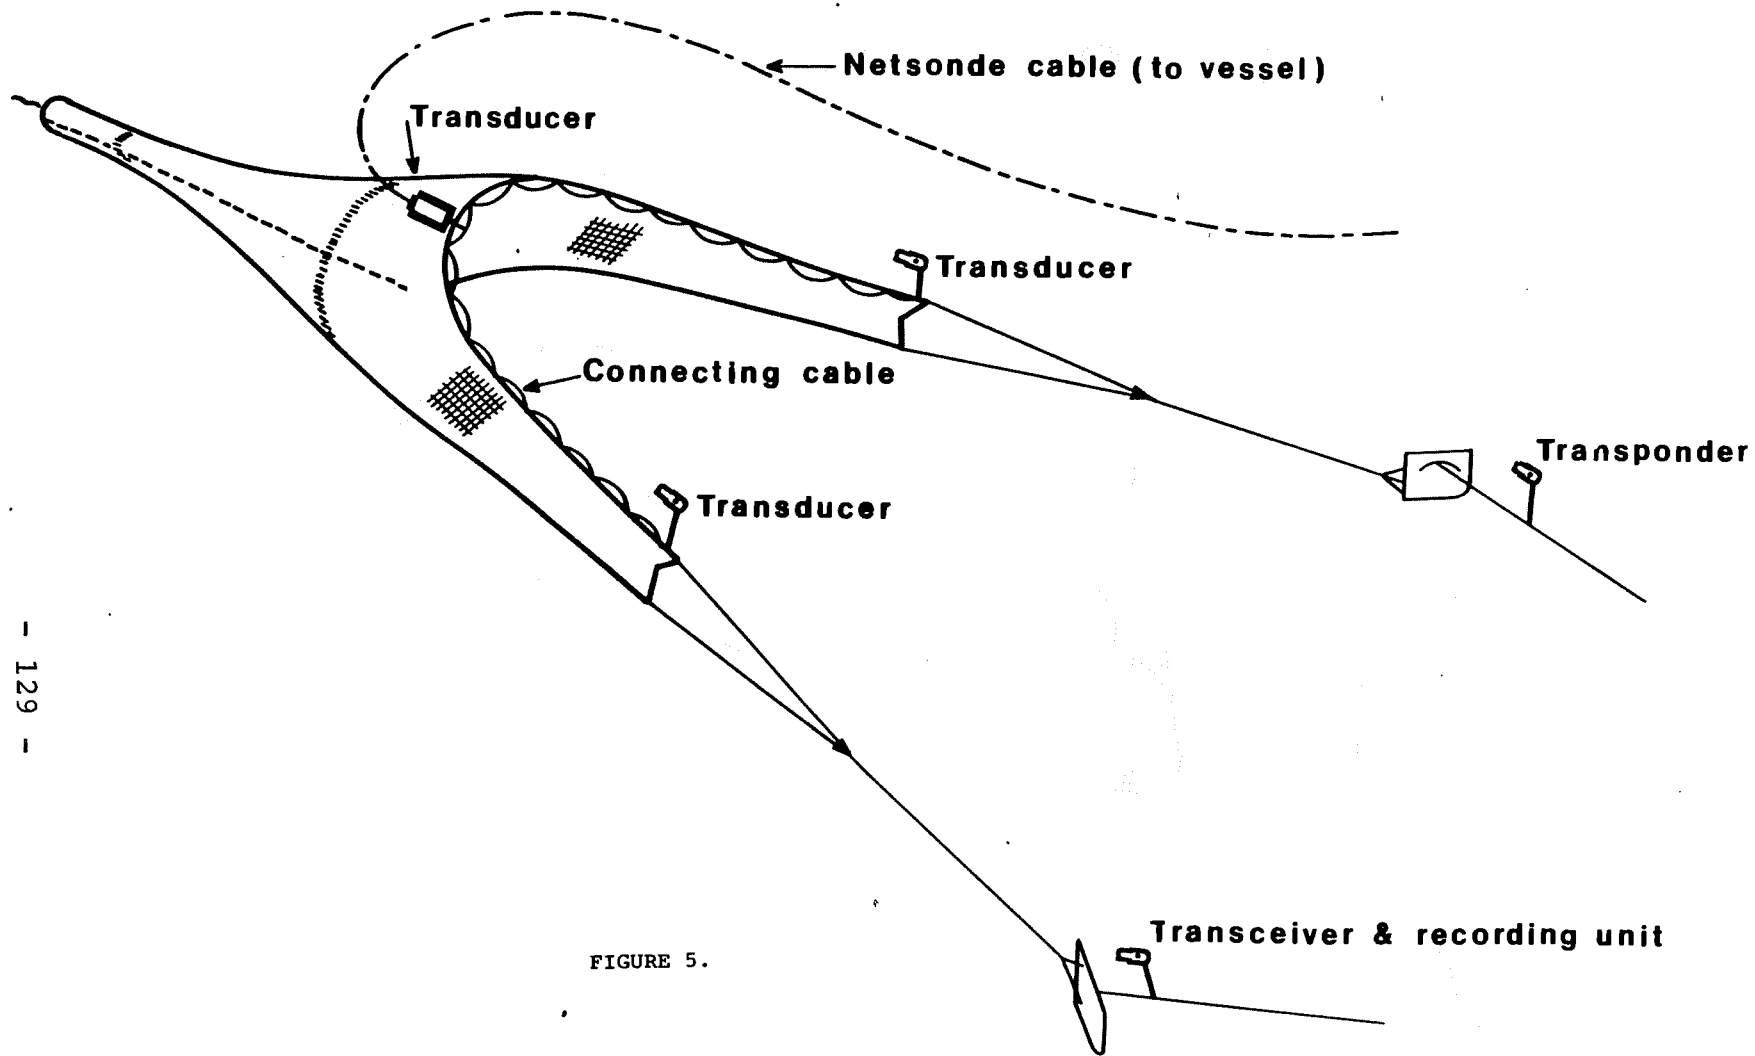 Netsonde cable (to vessel)
Transducer
Transducer
Connecting cable
Transponder
Transducer
- 129 -
Transceiver & recording unit
FIGURE 5.